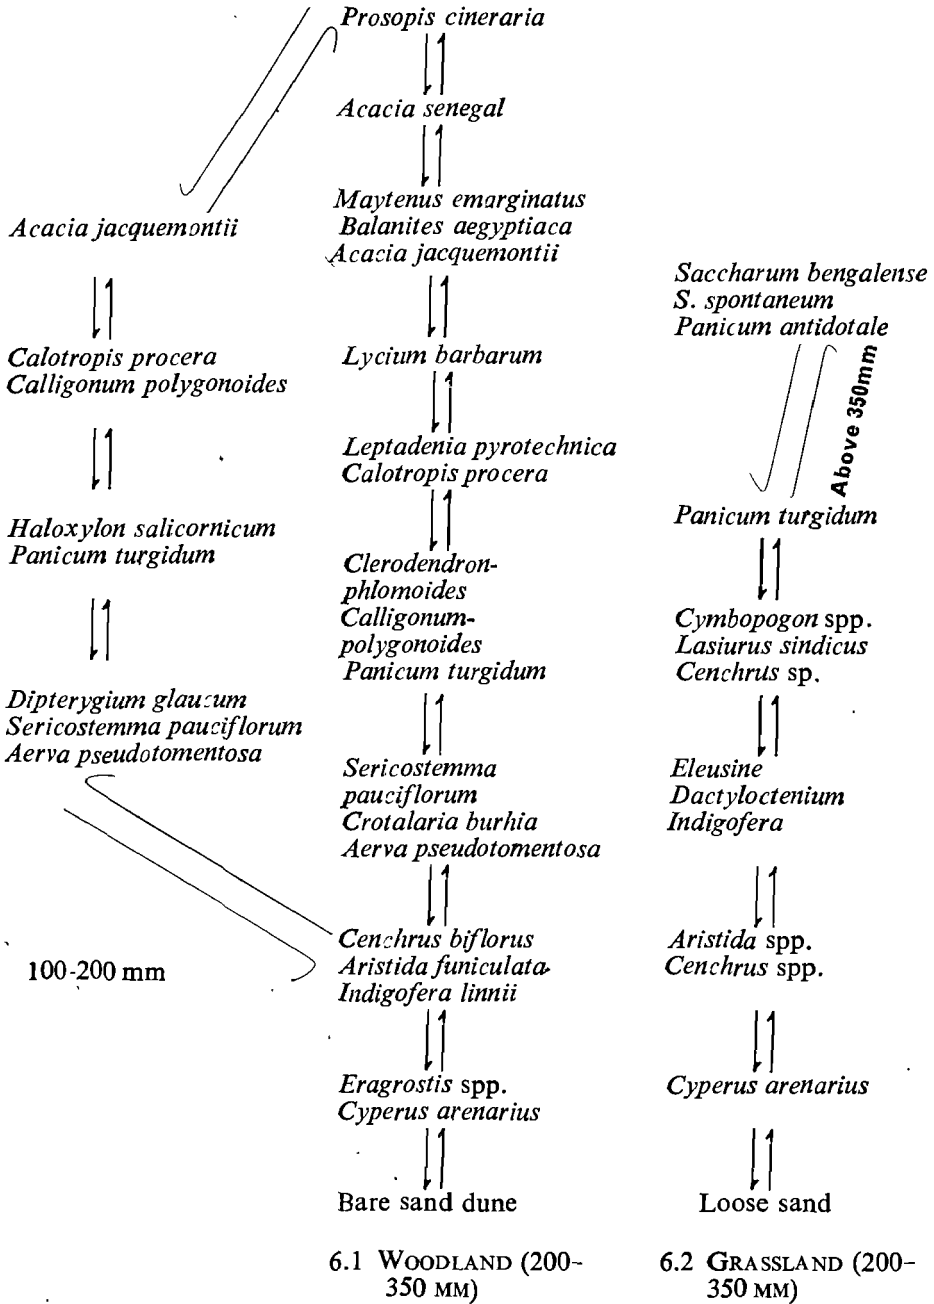 Prosopis cineraria
Acacia senegal
Maytenus emarginatus
Balanites aegyptiaca
Acacia jacquemontii
Lycium barbarum
Leptadenia pyrotechnica
Calotropis procera
Clerodendron-
phlomoides
Calligonum-
polygonoides
Panicum turgidum
Sericostemma
pauciflorum
Crotalaria burhia
Aerva pseudotomentosa
Cenchrus biflorus
Aristida funiculata
Indigofera linnii
Eragrostis spp.
Cyperus arenarius
Bare sand dune
6.1 WOODLAND (200-
350 MM)
Acacia jacquemontii
Calotropis procera
Calligonum polygonoides
Haloxylon salicornicum
Panicum turgidum
Dipterygium glaucum
Sericostemma pauciflorum
Aerva pseudotomentosa
100-200 mm
Saccharum bengalense
S. spontaneum
Panicum antidotale
Above 350mm
Panicum turgidum
Cymbopogon spp.
Lasiurus sindicus
Cenchrus sp.
Eleusine
Dactyloctenium
Indigofera
Aristida spp.
Cenchrus spp.
Cyperus arenarius
Loose sand
6.2 GRASSLAND (200-
350 MM)